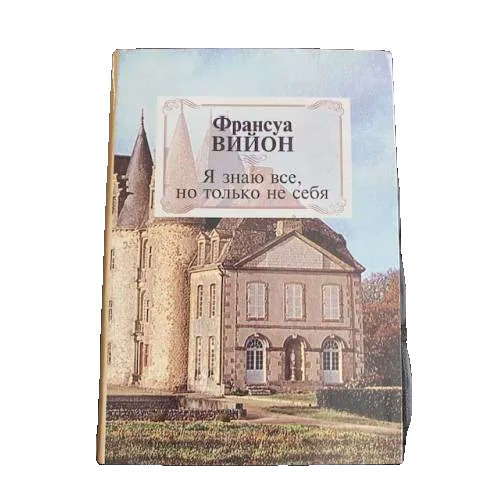 Франсуа
ВИЙОН
Я знаю все,
но только не себя